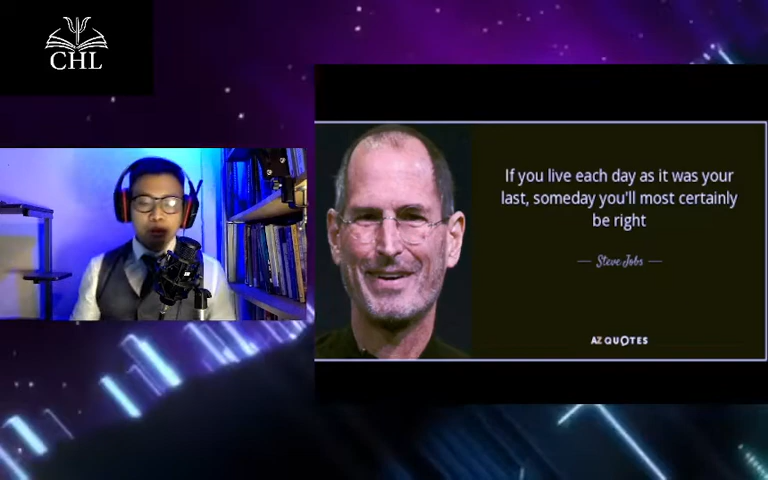 CHL
If you live each day as it was your
last, someday you'll most certainly
be right
— Steve Jobs —
AZ QUOTES